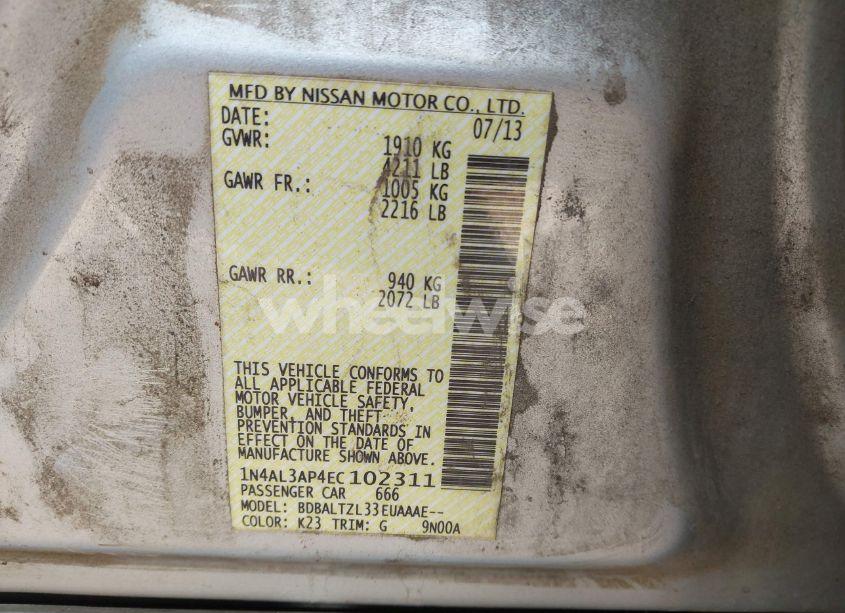 MFD BY NISSAN MOTOR CO., LTD.
DATE: 07/13
GVWR: 1910 KG
4211 LB
GAWR FR.: 1005 KG
2216 LB
GAWR RR.: 940 KG
2072 LB
wheelwise
THIS VEHICLE CONFORMS TO
ALL APPLICABLE FEDERAL
MOTOR VEHICLE SAFETY,
BUMPER, AND THEFT
PREVENTION STANDARDS IN
EFFECT ON THE DATE OF
MANUFACTURE SHOWN ABOVE.
1N4AL3AP4EC102311
PASSENGER CAR 666
MODEL: BDBALTZL33EUAAAE--
COLOR: K23 TRIM: G 9N00A